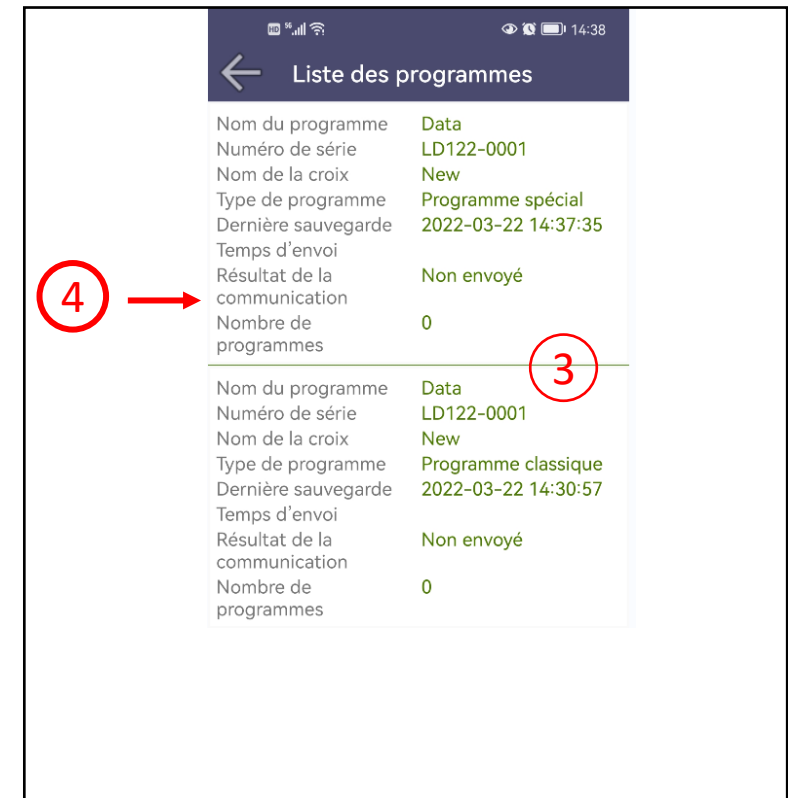 HD 5G 14:38
Liste des programmes
Nom du programme Data
Numéro de série LD122-0001
Nom de la croix New
Type de programme Programme spécial
Dernière sauvegarde 2022-03-22 14:37:35
Temps d'envoi
Résultat de la Non envoyé
communication
4
Nombre de 0
programmes
3
Nom du programme Data
Numéro de série LD122-0001
Nom de la croix New
Type de programme Programme classique
Dernière sauvegarde 2022-03-22 14:30:57
Temps d'envoi
Résultat de la Non envoyé
communication
Nombre de 0
programmes